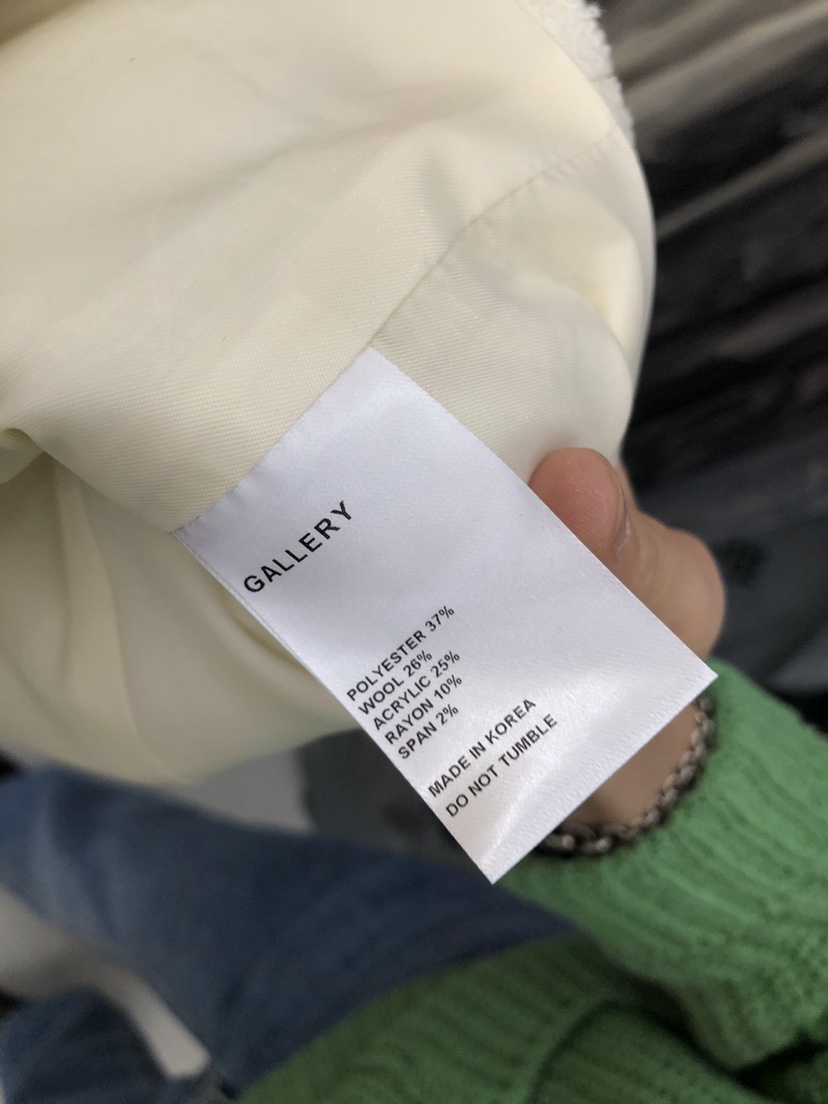 GALLERY
POLYESTER 37%
WOOL 26%
ACRYLIC 25%
RAYON 10%
SPAN 2%
MADE IN KOREA
DO NOT TUMBLE